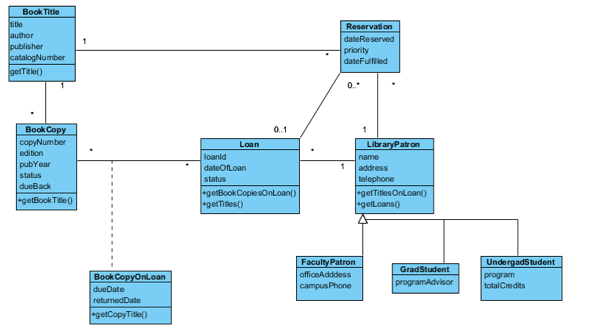 BookTitle
title
author
publisher
catalogNumber
getTitle()
Reservation
dateReserved
priority
dateFulfilled
1
*
1
*
0..*
*
0..1
1
BookCopy
copyNumber
edition
pubYear
status
dueBack
+getBookTitle()
*
*
Loan
loanId
dateOfLoan
status
+getBookCopiesOnLoan()
+getTitles()
*
1
LibraryPatron
name
address
telephone
+getTitlesOnLoan()
+getLoans()
BookCopyOnLoan
dueDate
returnedDate
+getCopyTitle()
FacultyPatron
officeAdddess
campusPhone
GradStudent
programAdvisor
UndergadStudent
program
totalCredits